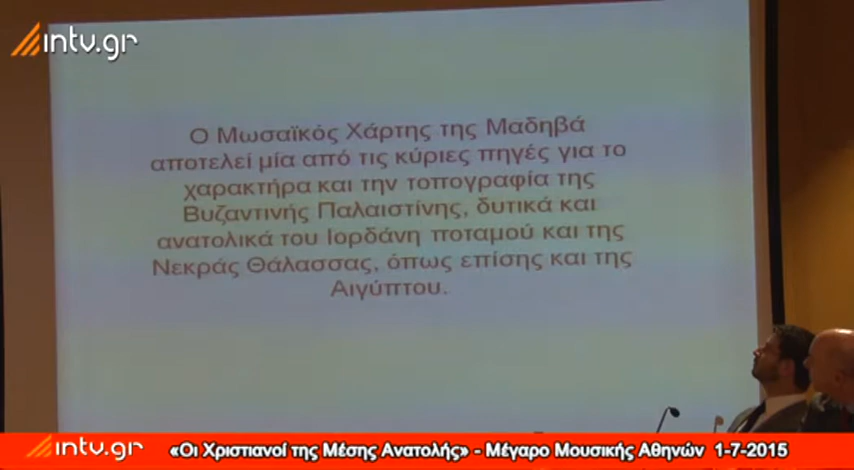 intv.gr
Ο Μωσαϊκός Χάρτης της Μαδηβά
αποτελεί μία από τις κύριες πηγές για το
χαρακτήρα και την τοπογραφία της
Βυζαντινής Παλαιστίνης, δυτικά και
ανατολικά του Ιορδάνη ποταμού και της
Νεκράς Θάλασσας, όπως επίσης και της
Αιγύπτου.
intv.gr «Οι Χριστιανοί της Μέσης Ανατολής» - Μέγαρο Μουσικής Αθηνών 1-7-2015